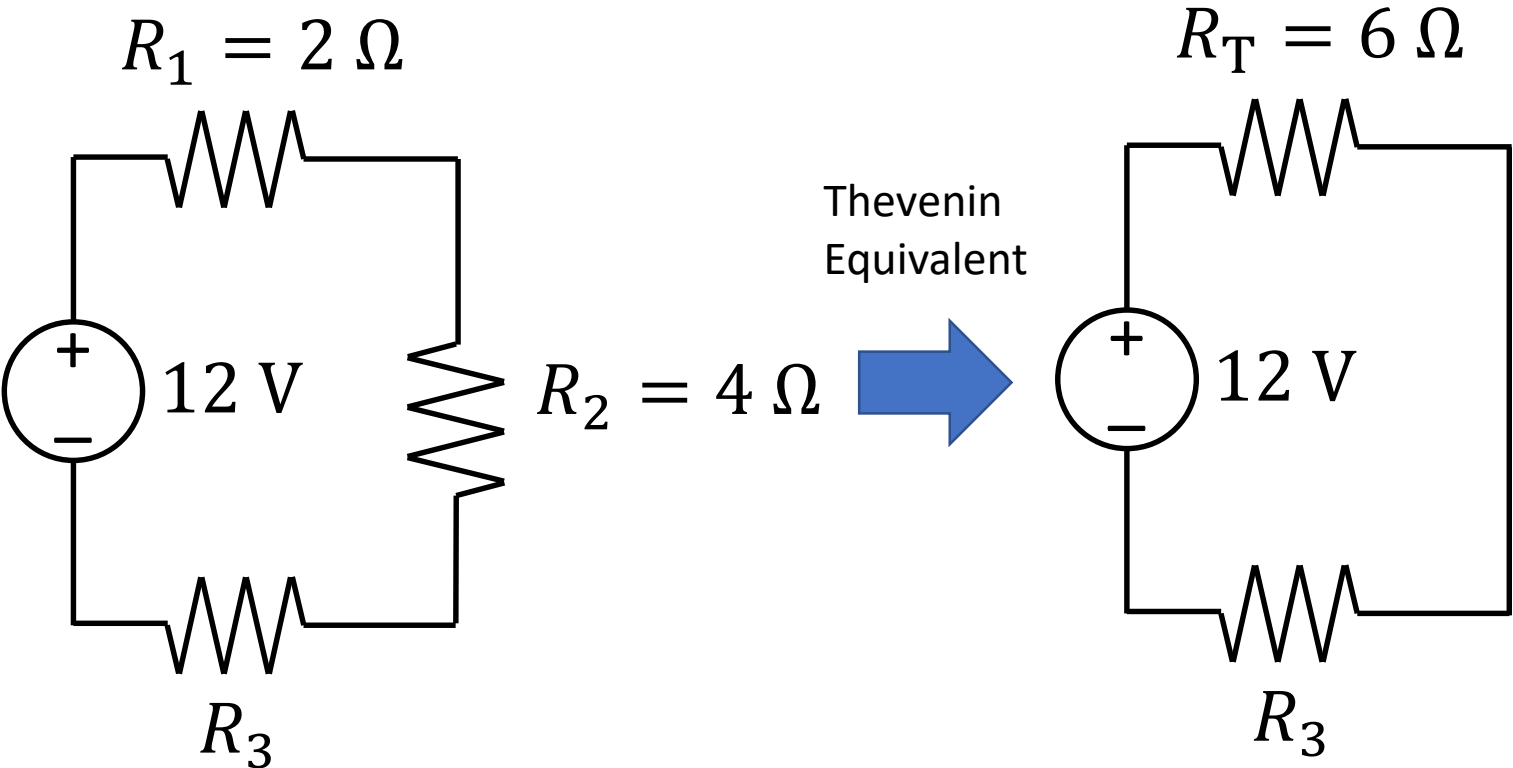 R₁ = 2 Ω
R_T = 6 Ω
Thevenin
Equivalent
+
12 V
−
R₂ = 4 Ω
+
12 V
−
R₃
R₃